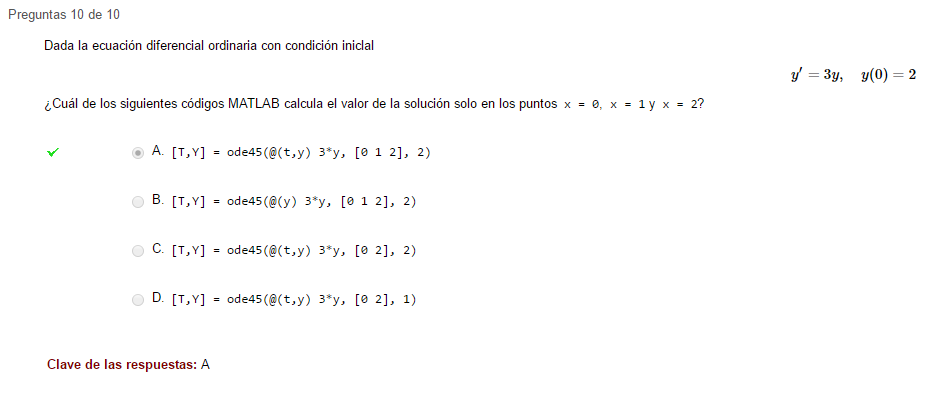 Preguntas 10 de 10
Dada la ecuación diferencial ordinaria con condición inicIal
y′ = 3y, y(0) = 2
¿Cuál de los siguientes códigos MATLAB calcula el valor de la solución solo en los puntos x = 0, x = 1 y x = 2?
A. [T,Y] = ode45(@(t,y) 3*y, [0 1 2], 2)
B. [T,Y] = ode45(@(y) 3*y, [0 1 2], 2)
C. [T,Y] = ode45(@(t,y) 3*y, [0 2], 2)
D. [T,Y] = ode45(@(t,y) 3*y, [0 2], 1)
Clave de las respuestas: A